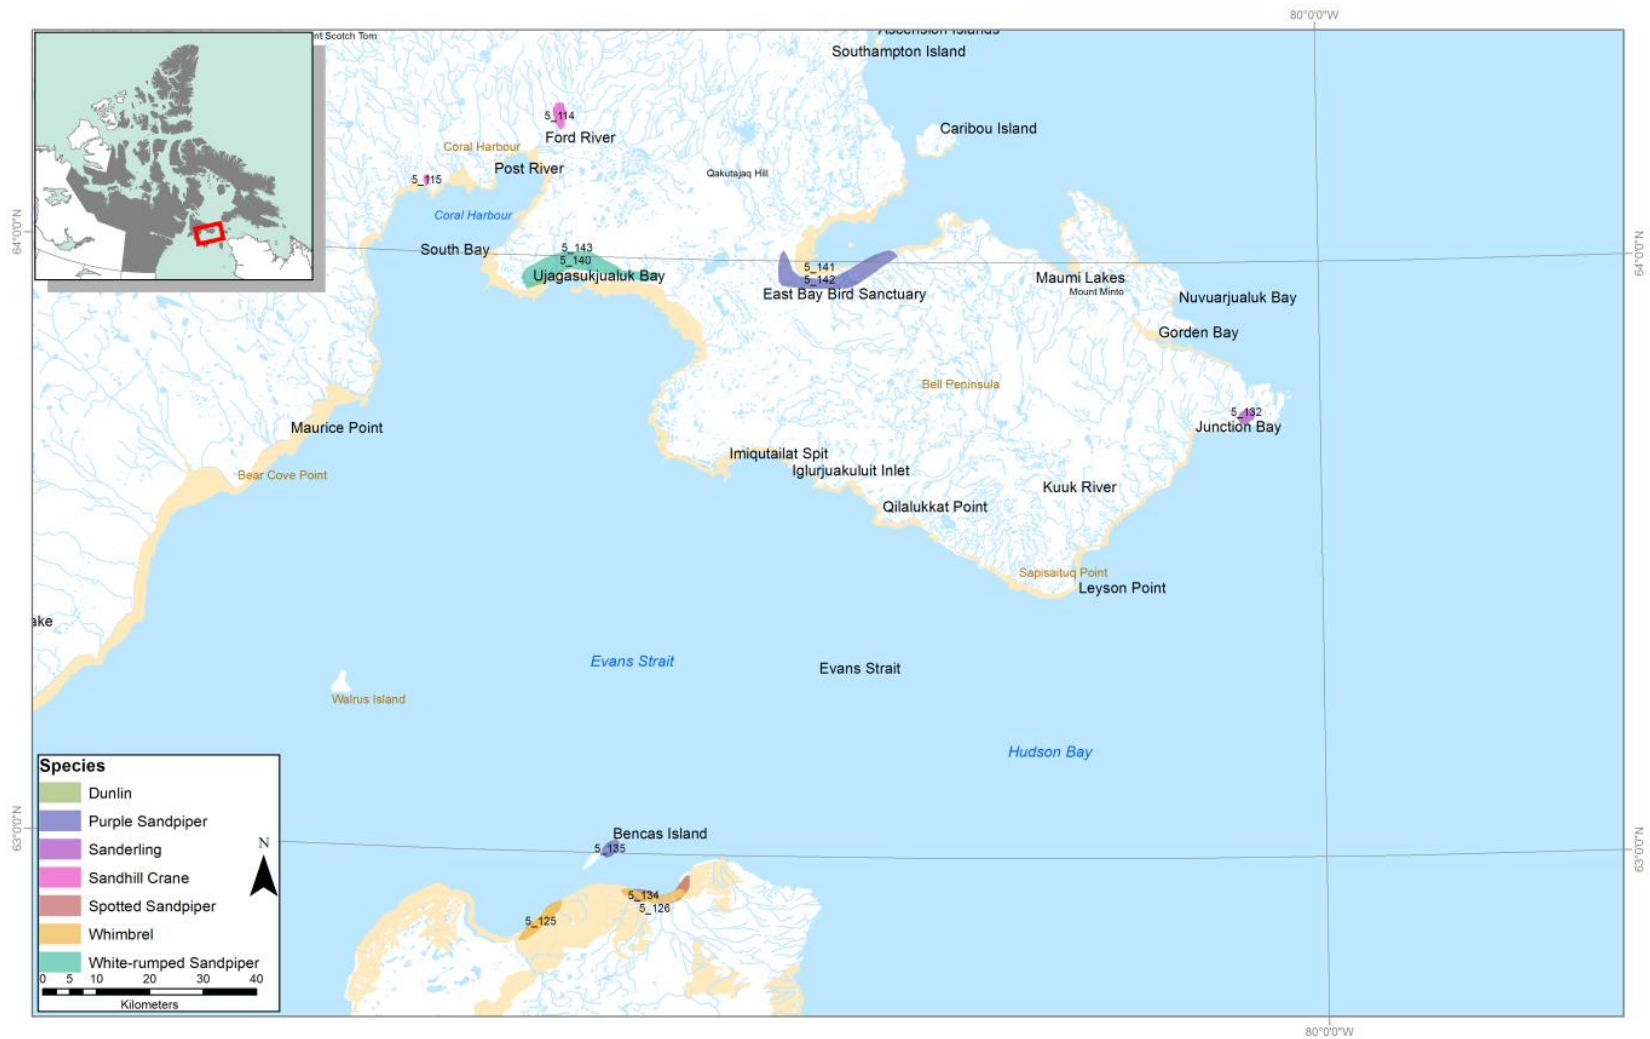 80°0'0"W
nt Scotch Tom
Ascension Islands
Southampton Island
5_114
Ford River
Caribou Island
Coral Harbour
Post River
Qakutajaq Hill
5_115
Coral Harbour
64°0'0"N
South Bay
5_143
5_140
Ujagasukjualuk Bay
5_141
5_142
East Bay Bird Sanctuary
64°0'0"N
Maumi Lakes
Mount Minto
Nuvuarjualuk Bay
Gorden Bay
Bell Peninsula
5_132
Junction Bay
Maurice Point
Imiqutailat Spit
Iglurjuakuluit Inlet
Bear Cove Point
Kuuk River
Qilalukkat Point
Sapisaituq Point
Leyson Point
ake
Evans Strait
Evans Strait
Walrus Island
Hudson Bay
63°0'0"N
Bencas Island
5_135
63°0'0"N
5_134
5_126
5_125
Species
Dunlin
Purple Sandpiper
Sanderling
N
Sandhill Crane
Spotted Sandpiper
Whimbrel
White-rumped Sandpiper
0 5 10 20 30 40
Kilometers
80°0'0"W